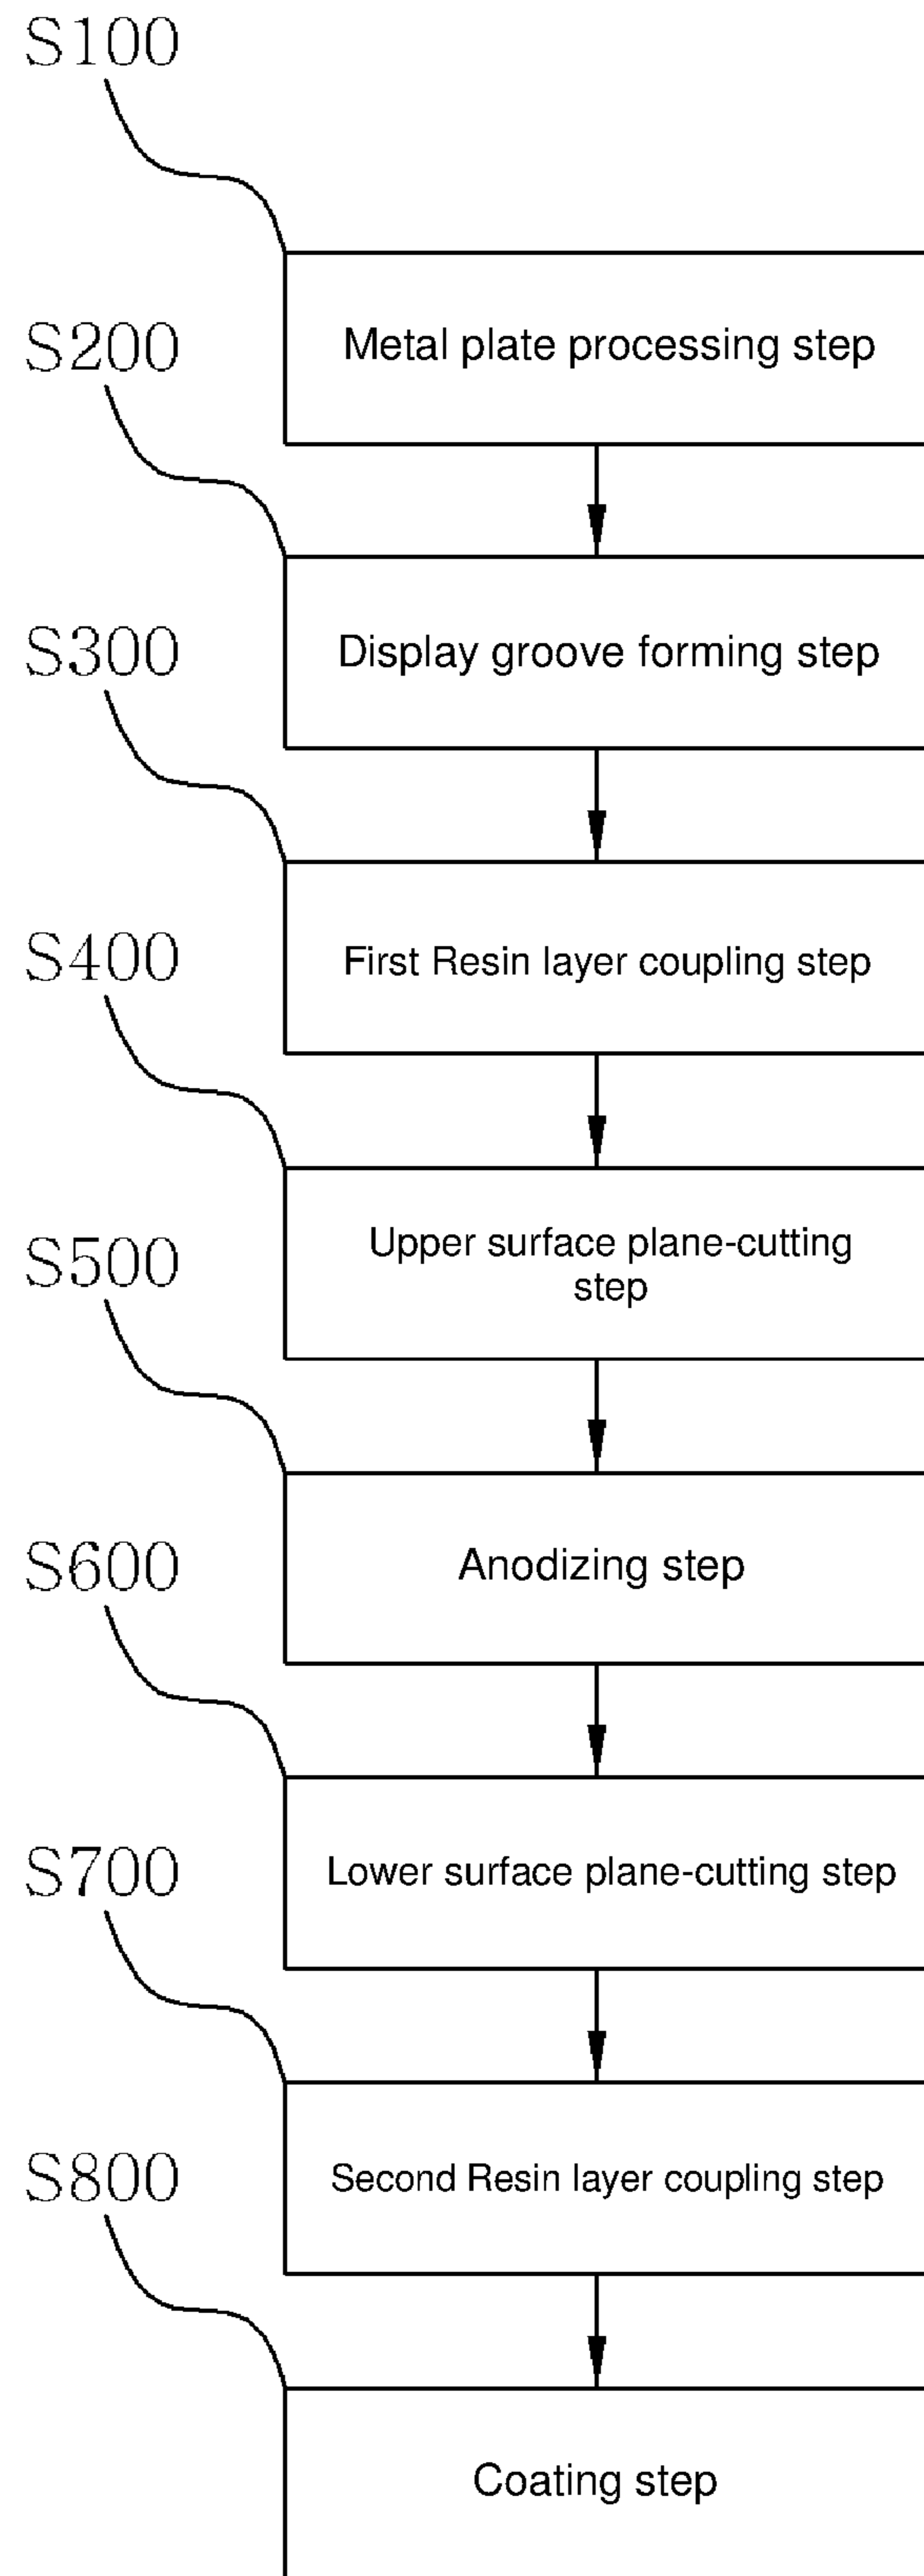 S100
Metal plate processing step
S200
Display groove forming step
S300
First Resin layer coupling step
S400
Upper surface plane-cutting
step
S500
Anodizing step
S600
Lower surface plane-cutting step
S700
Second Resin layer coupling step
S800
Coating step